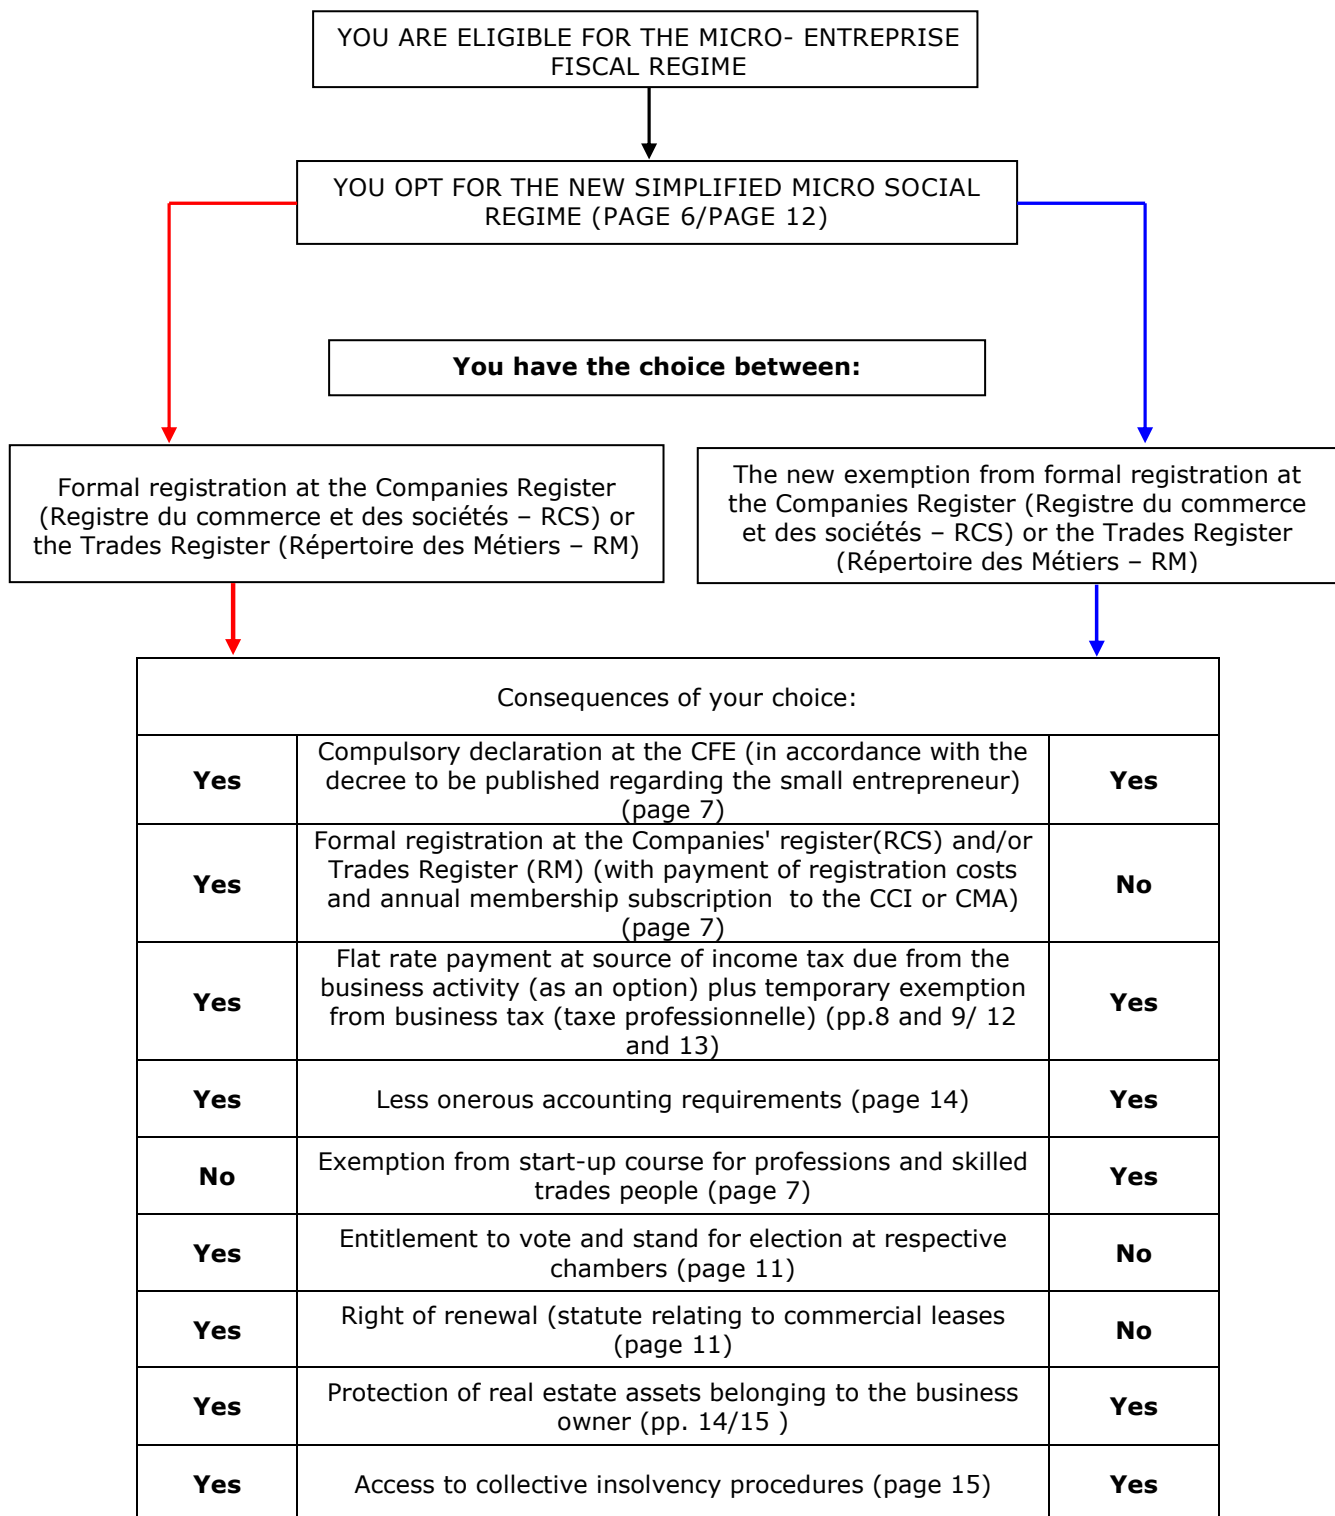 YOU ARE ELIGIBLE FOR THE MICRO- ENTREPRISE
FISCAL REGIME
YOU OPT FOR THE NEW SIMPLIFIED MICRO SOCIAL
REGIME (PAGE 6/PAGE 12)
You have the choice between:
Formal registration at the Companies Register
(Registre du commerce et des sociétés – RCS) or
the Trades Register (Répertoire des Métiers – RM)
The new exemption from formal registration at
the Companies Register (Registre du commerce
et des sociétés – RCS) or the Trades Register
(Répertoire des Métiers – RM)
Consequences of your choice:
Yes
Compulsory declaration at the CFE (in accordance with the
decree to be published regarding the small entrepreneur)
(page 7)
Yes
Yes
Formal registration at the Companies' register(RCS) and/or
Trades Register (RM) (with payment of registration costs
and annual membership subscription  to the CCI or CMA)
(page 7)
No
Yes
Flat rate payment at source of income tax due from the
business activity (as an option) plus temporary exemption
from business tax (taxe professionnelle) (pp.8 and 9/ 12
and 13)
Yes
Yes
Less onerous accounting requirements (page 14)
Yes
No
Exemption from start-up course for professions and skilled
trades people (page 7)
Yes
Yes
Entitlement to vote and stand for election at respective
chambers (page 11)
No
Yes
Right of renewal (statute relating to commercial leases
(page 11)
No
Yes
Protection of real estate assets belonging to the business
owner (pp. 14/15 )
Yes
Yes
Access to collective insolvency procedures (page 15)
Yes